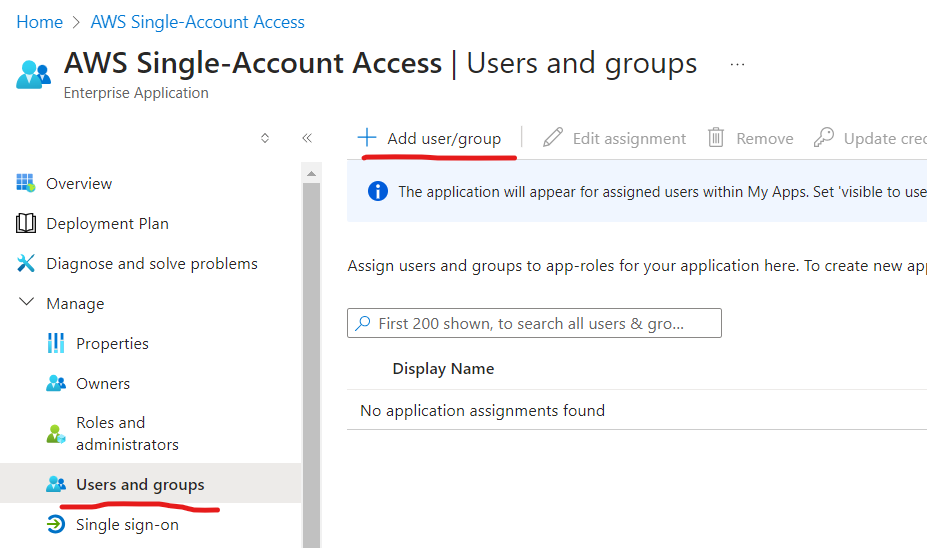 Home > AWS Single-Account Access
AWS Single-Account Access | Users and groups ...
Enterprise Application
Add user/group
Edit assignment
Remove
Update cre
The application will appear for assigned users within My Apps. Set 'visible to use
Assign users and groups to app-roles for your application here. To create new app
First 200 shown, to search all users & gro...
Display Name
No application assignments found
Overview
Deployment Plan
Diagnose and solve problems
Manage
Properties
Owners
Roles and
administrators
Users and groups
Single sign-on